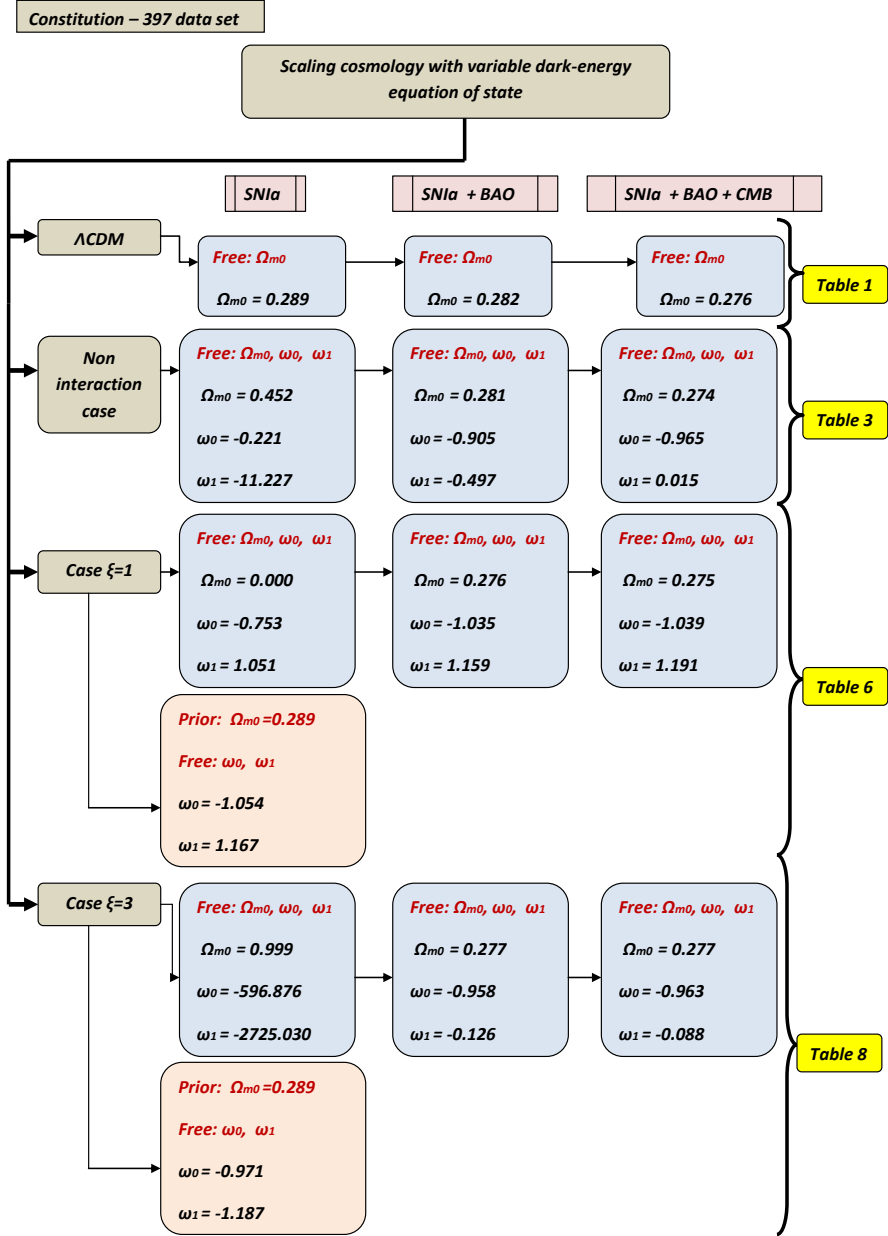 Constitution – 397 data set
Scaling cosmology with variable dark-energy
equation of state
SNIa
SNIa + BAO
SNIa + BAO + CMB
ΛCDM
Free: Ωm0
Ωm0 = 0.289
Free: Ωm0
Ωm0 = 0.282
Free: Ωm0
Ωm0 = 0.276
Table 1
Non
interaction
case
Free: Ωm0, ω0, ω1
Ωm0 = 0.452
ω0 = -0.221
ω1 = -11.227
Free: Ωm0, ω0, ω1
Ωm0 = 0.281
ω0 = -0.905
ω1 = -0.497
Free: Ωm0, ω0, ω1
Ωm0 = 0.274
ω0 = -0.965
ω1 = 0.015
Table 3
Case ξ=1
Free: Ωm0, ω0, ω1
Ωm0 = 0.000
ω0 = -0.753
ω1 = 1.051
Free: Ωm0, ω0, ω1
Ωm0 = 0.276
ω0 = -1.035
ω1 = 1.159
Free: Ωm0, ω0, ω1
Ωm0 = 0.275
ω0 = -1.039
ω1 = 1.191
Table 6
Prior: Ωm0 =0.289
Free: ω0, ω1
ω0 = -1.054
ω1 = 1.167
Case ξ=3
Free: Ωm0, ω0, ω1
Ωm0 = 0.999
ω0 = -596.876
ω1 = -2725.030
Free: Ωm0, ω0, ω1
Ωm0 = 0.277
ω0 = -0.958
ω1 = -0.126
Free: Ωm0, ω0, ω1
Ωm0 = 0.277
ω0 = -0.963
ω1 = -0.088
Table 8
Prior: Ωm0 =0.289
Free: ω0, ω1
ω0 = -0.971
ω1 = -1.187